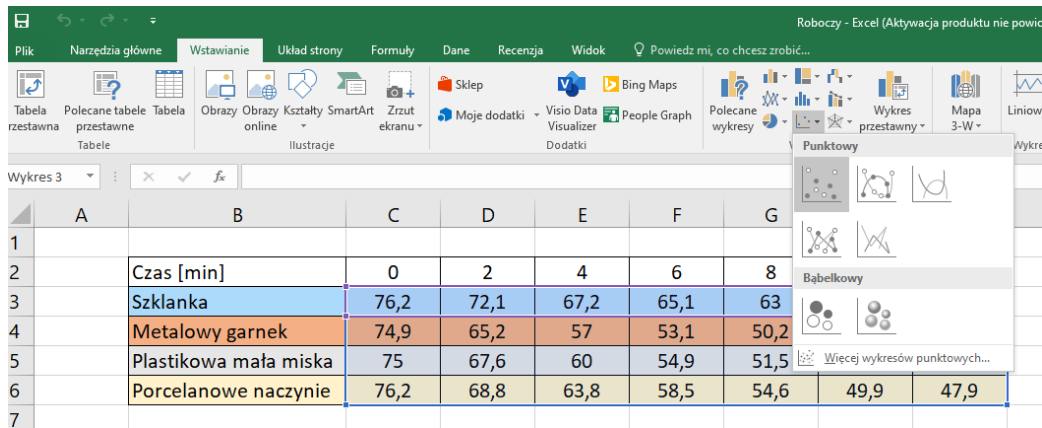 Roboczy - Excel (Aktywacja produktu nie powio
Plik Narzędzia główne Wstawianie Układ strony Formuły Dane Recenzja Widok Powiedz mi, co chcesz zrobić...
Tabela rzestawna
Polecane tabele przestawne
Tabela
Tabele
Obrazy
Obrazy online
Kształty
SmartArt
Zrzut ekranu
Ilustracje
Sklep
Moje dodatki
Visio Data Visualizer
Bing Maps
People Graph
Dodatki
Polecane wykresy
Wykres przestawny
Mapa 3-W
Liniow
Wykre
Punktowy
Bąbelkowy
Więcej wykresów punktowych...
Wykres 3 fx
A B C D E F G
1
2 Czas [min] 0 2 4 6 8
3 Szklanka 76,2 72,1 67,2 65,1 63
4 Metalowy garnek 74,9 65,2 57 53,1 50,2
5 Plastikowa mała miska 75 67,6 60 54,9 51,5
6 Porcelanowe naczynie 76,2 68,8 63,8 58,5 54,6 49,9 47,9
7